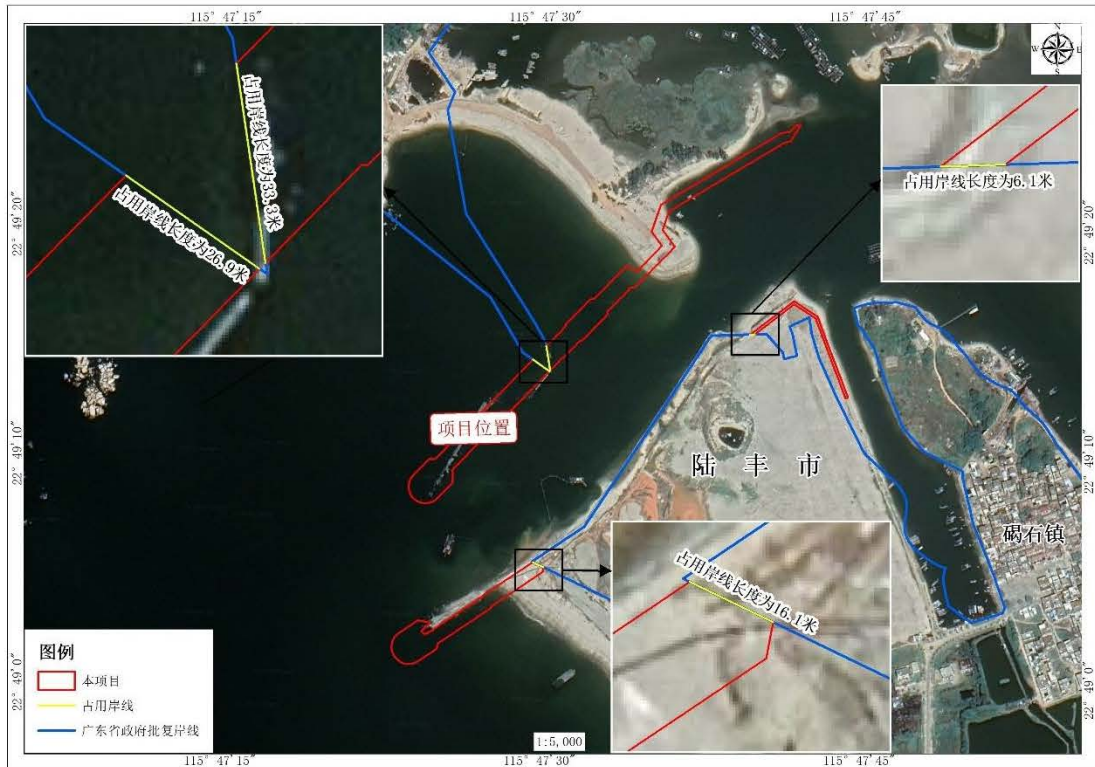 115° 47′15″
115° 47′30″
115° 47′45″
占用岸线长度为33.3米
占用岸线长度为26.9米
W
N
E
S
占用岸线长度为6.1米
22° 49′20″
22° 49′20″
项目位置
陆丰市
碣石镇
22° 49′10″
22° 49′10″
占用岸线长度为16.1米
22° 49′0″
22° 49′0″
图例
本项目
占用岸线
广东省政府批复岸线
1:5,000
115° 47′15″
115° 47′30″
115° 47′45″